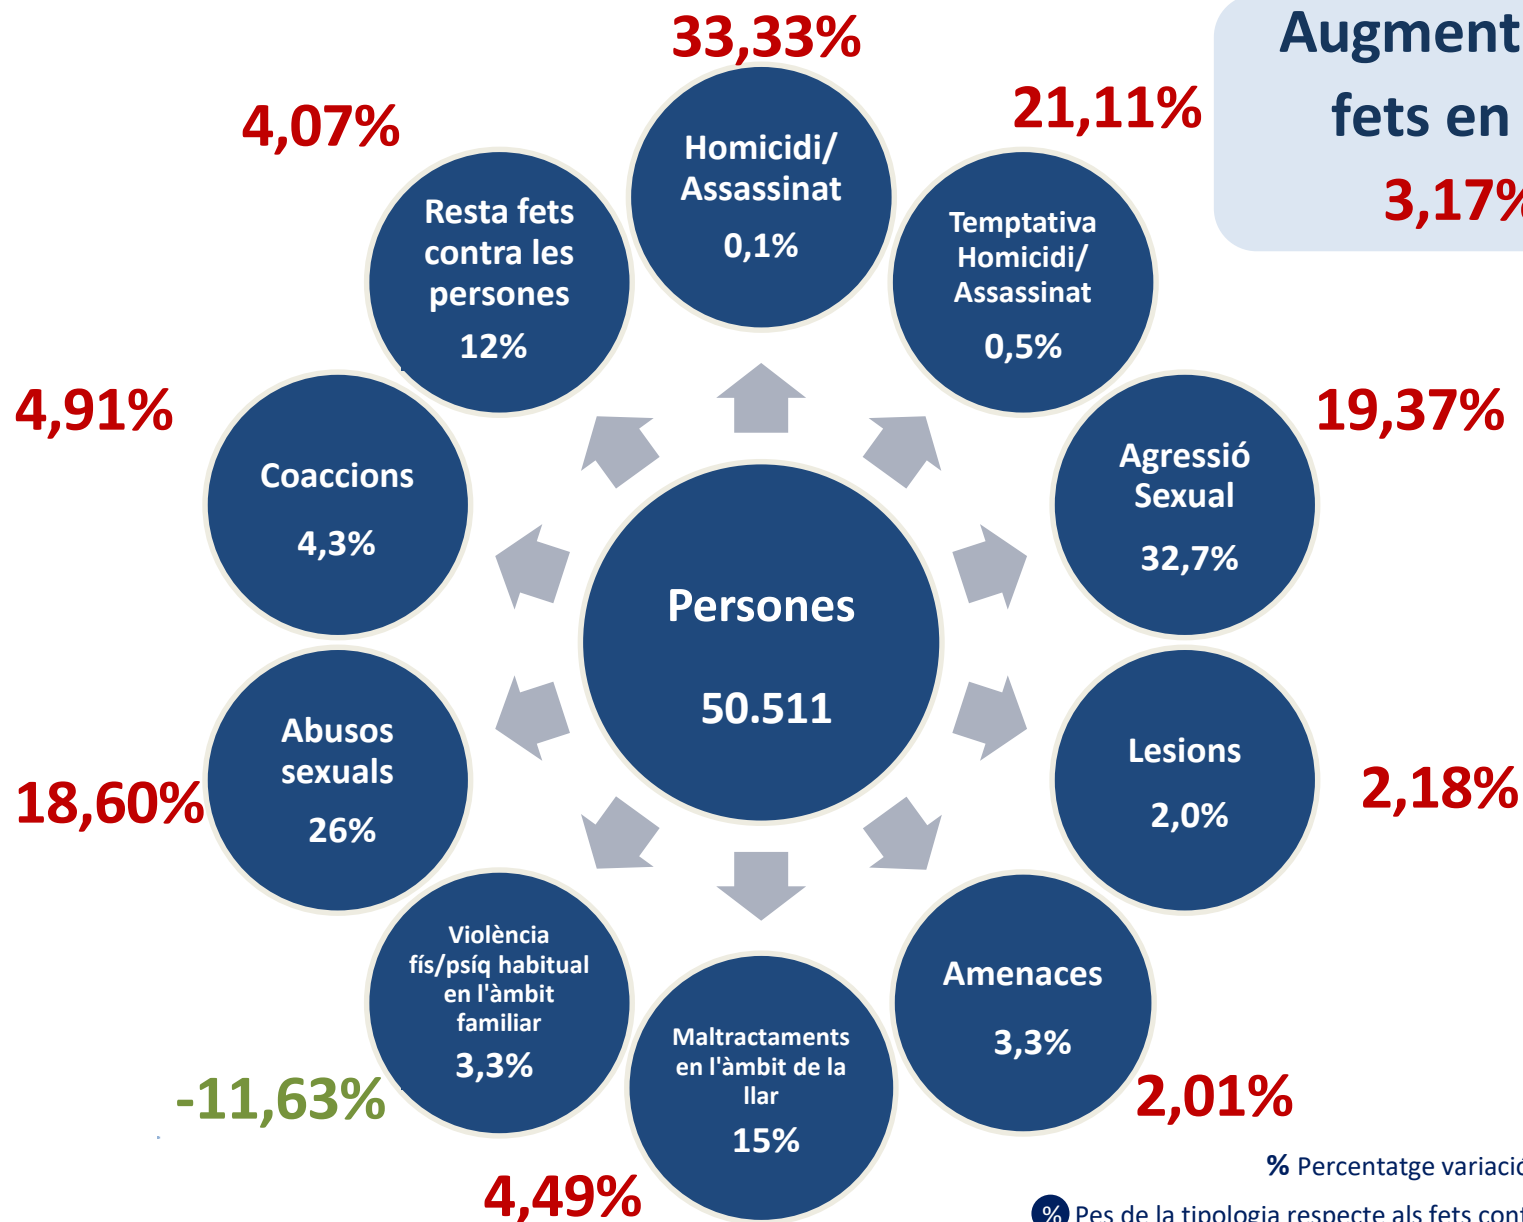 33,33%
Augment
fets en
3,17%
4,07%
21,11%
Homicidi/
Assassinat
0,1%
Resta fets
contra les
persones
12%
Temptativa
Homicidi/
Assassinat
0,5%
4,91%
19,37%
Coaccions
4,3%
Agressió
Sexual
32,7%
Persones
50.511
Abusos
sexuals
26%
18,60%
Lesions
2,0%
2,18%
Violència
fís/psíq habitual
en l'àmbit
familiar
3,3%
-11,63%
Maltractaments
en l'àmbit de la
llar
15%
4,49%
Amenaces
3,3%
2,01%
% Percentatge variació
% Pes de la tipologia respecte als fets